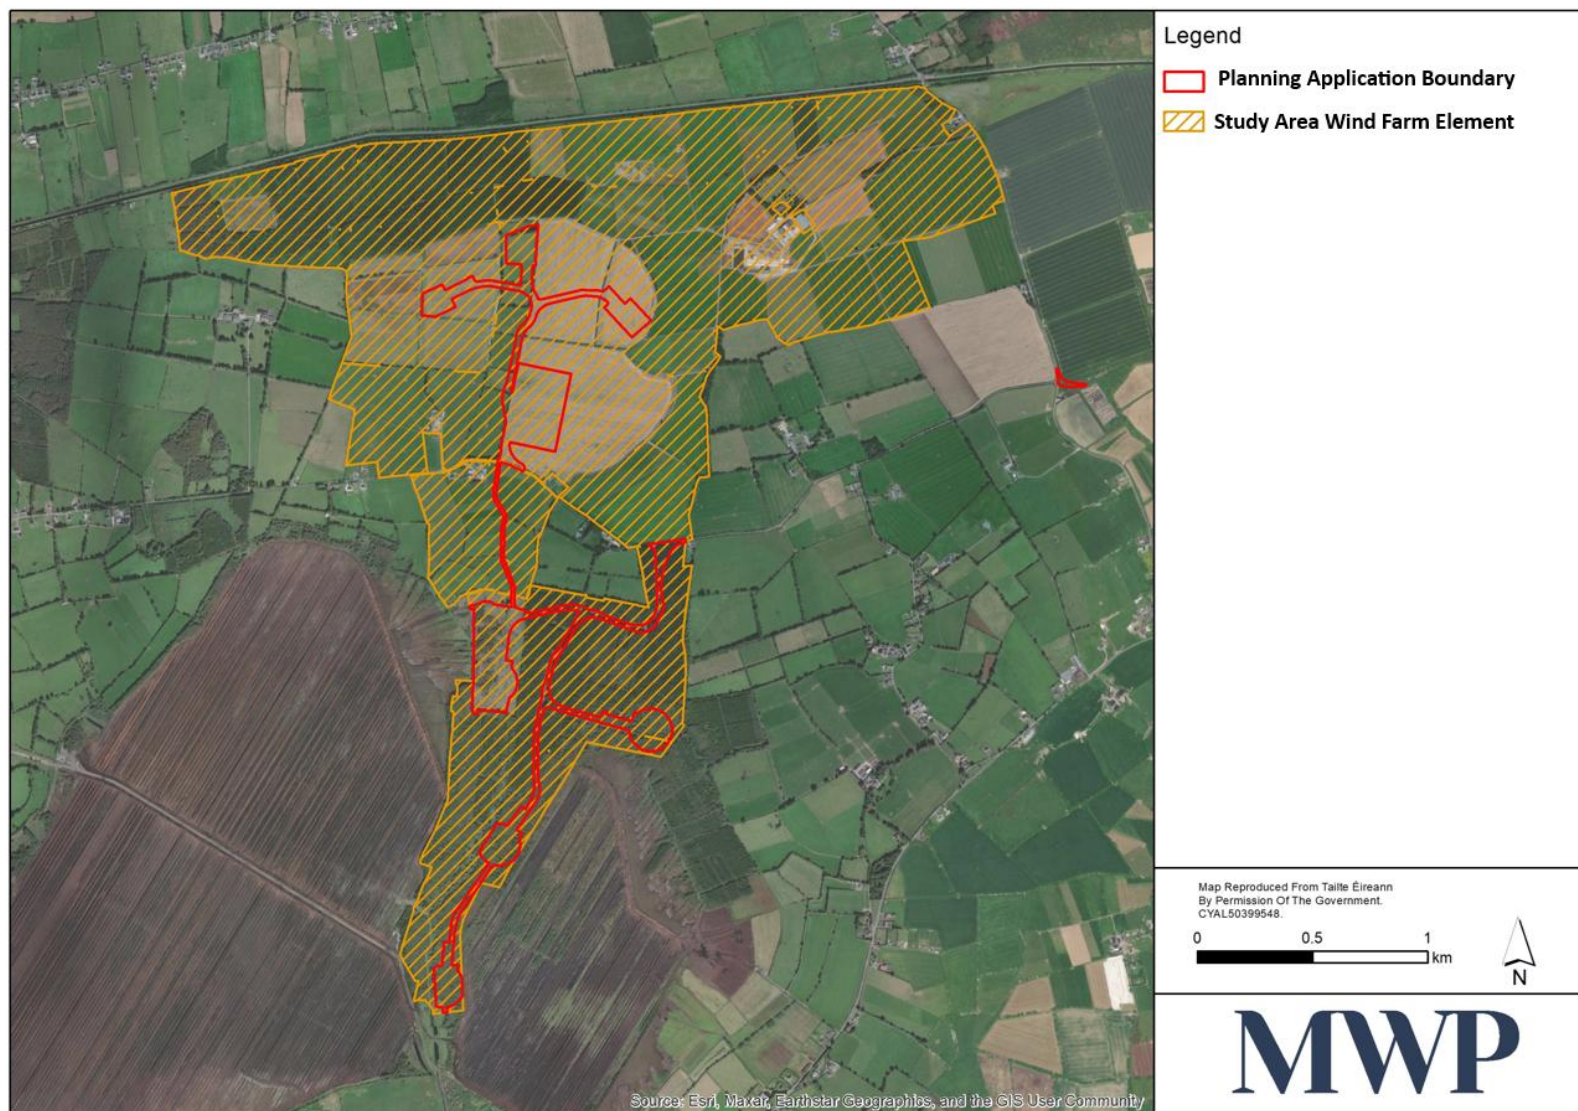 Legend
Planning Application Boundary
Study Area Wind Farm Element
Map Reproduced From Tailte Éireann
By Permission Of The Government.
CYAL50399548.
0 0.5 1
km
N
MWP
Source: Esri, Maxar, Earthstar Geographics, and the GIS User Community